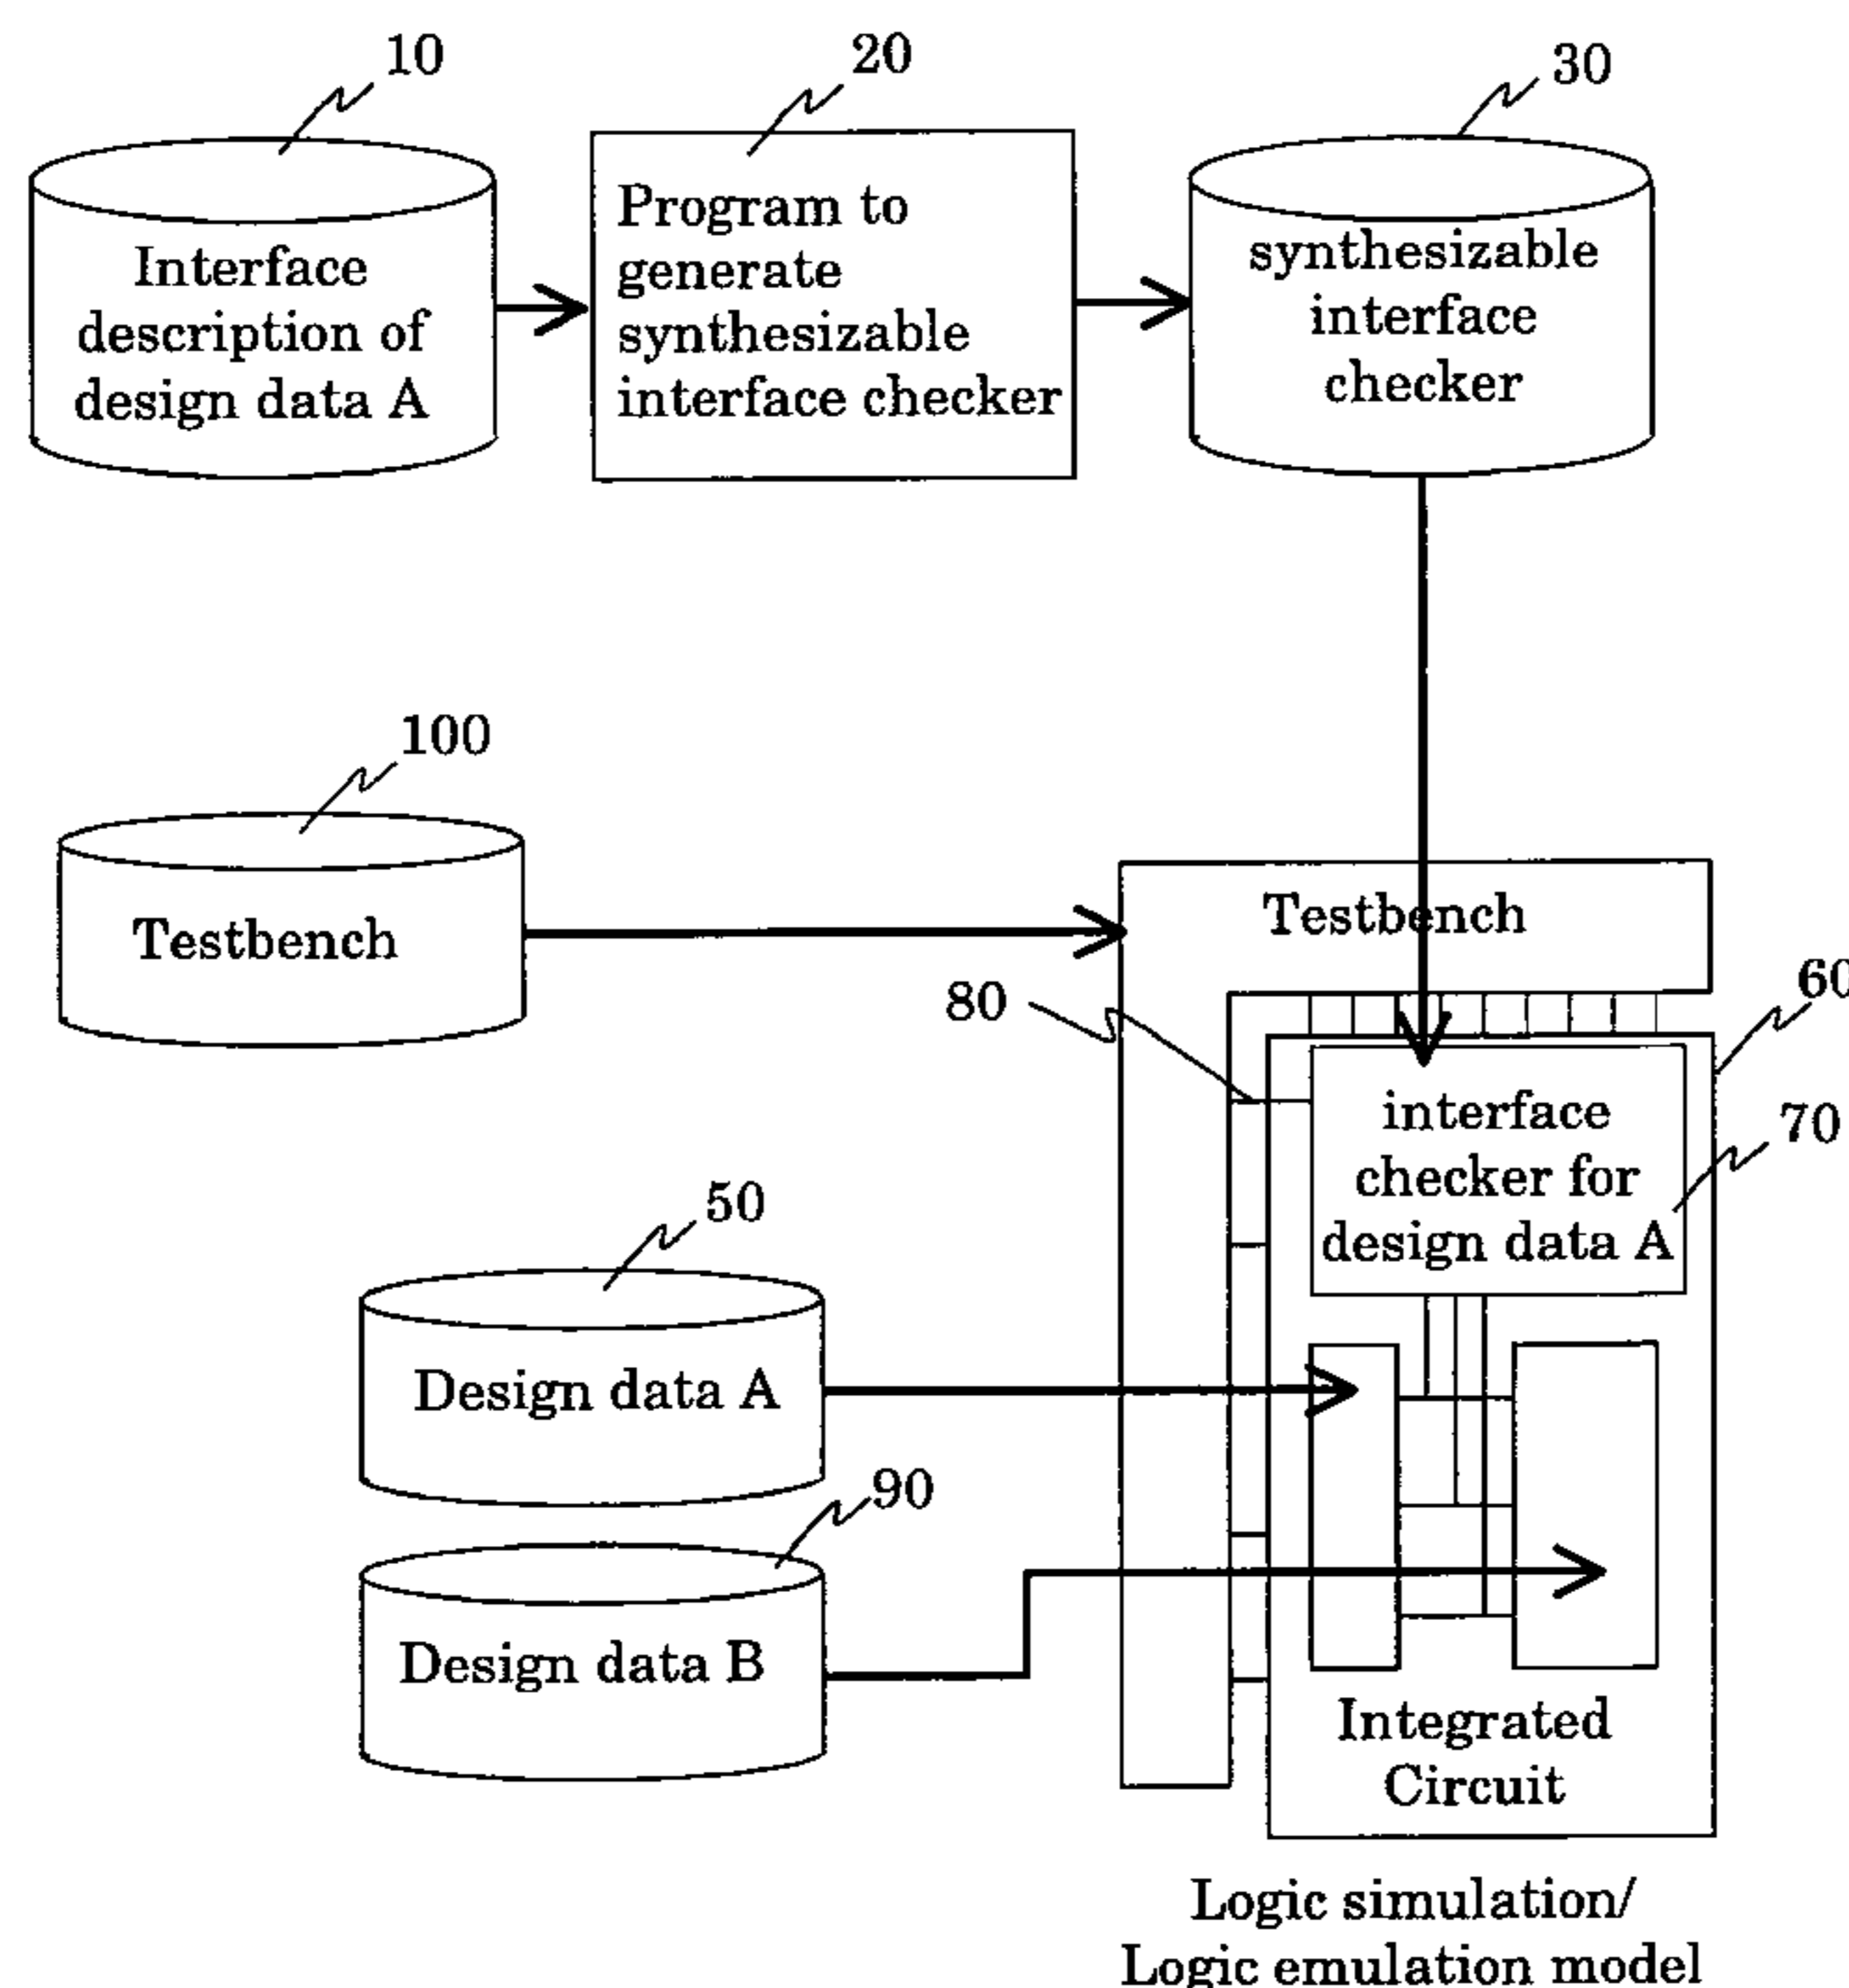 10
20
30
Interface
description of
design data A
Program to
generate
synthesizable
interface checker
synthesizable
interface
checker
100
Testbench
Testbench
80
60
interface
checker for
design data A
70
50
Design data A
90
Design data B
Integrated
Circuit
Logic simulation/
Logic emulation model